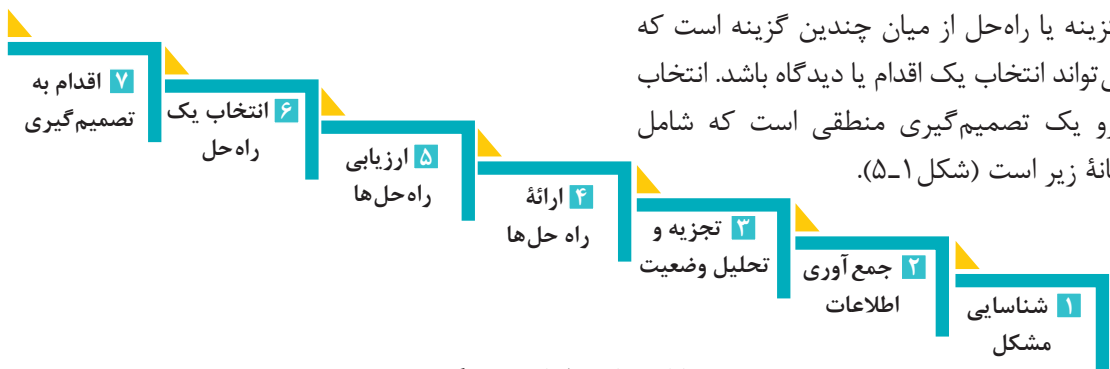 گزینه یا راه‌حل از میان چندین گزینه است که
تواند انتخاب یک اقدام یا دیدگاه باشد. انتخاب
یک تصمیم‌گیری منطقی است که شامل
زیر است (شکل ۱ـ۵).
۱ شناسایی
مشکل
۲ جمع‌آوری
اطلاعات
۳ تجزیه و
تحلیل وضعیت
۴ ارائهٔ
راه حل‌ها
۵ ارزیابی
راه‌حل‌ها
۶ انتخاب یک
راه‌حل
۷ اقدام به
تصمیم‌گیری